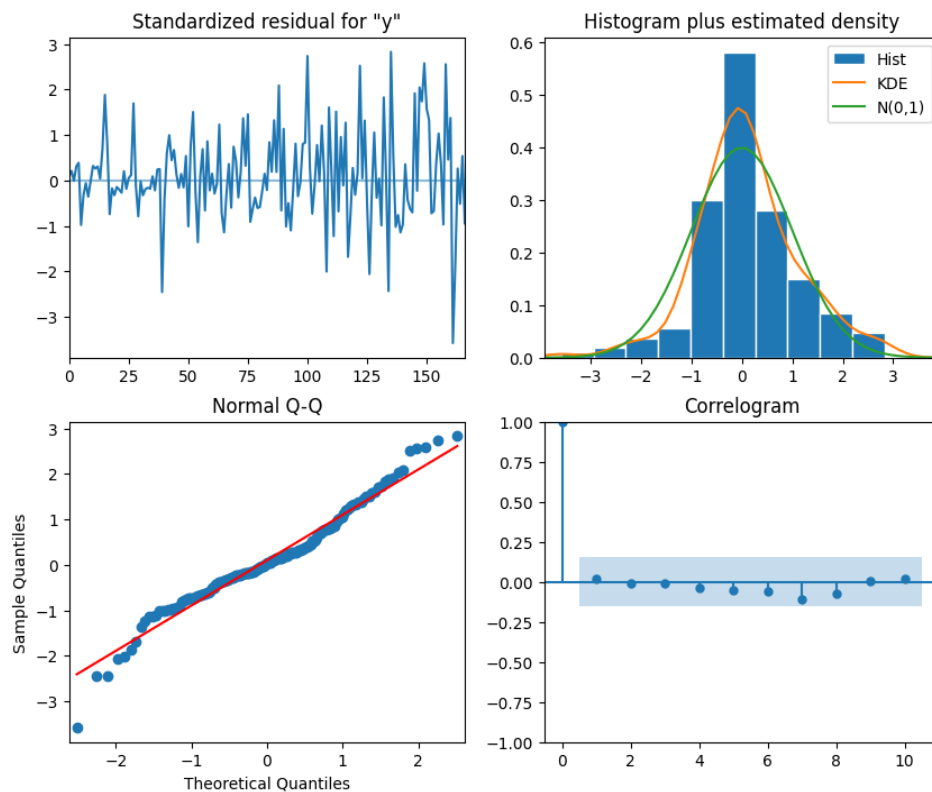 Standardized residual for "y"
3
2
1
0
−1
−2
−3
0 25 50 75 100 125 150
Histogram plus estimated density
Hist
KDE
N(0,1)
0.6
0.5
0.4
0.3
0.2
0.1
0.0
−3 −2 −1 0 1 2 3
Normal Q-Q
Sample Quantiles
3
2
1
0
−1
−2
−3
−2 −1 0 1 2
Theoretical Quantiles
Correlogram
1.00
0.75
0.50
0.25
0.00
−0.25
−0.50
−0.75
−1.00
0 2 4 6 8 10